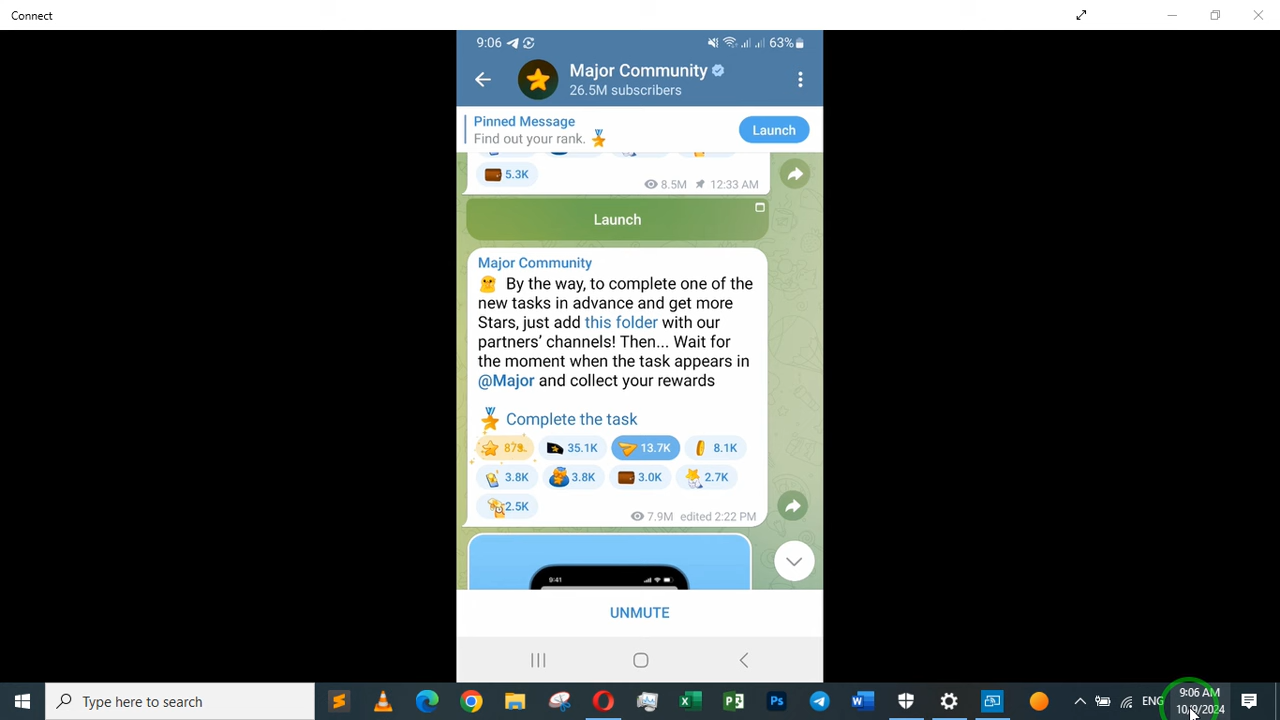 Connect
9:06
63%
Major Community
26.5M subscribers
Pinned Message
Find out your rank.
Launch
5.3K
8.5M 12:33 AM
Launch
Major Community
By the way, to complete one of the
new tasks in advance and get more
Stars, just add this folder with our
partners’ channels! Then... Wait for
the moment when the task appears in
@Major and collect your rewards
Complete the task
35.1K 13.7K 8.1K
3.8K 3.8K 3.0K 2.7K
2.5K
7.9M edited 2:22 PM
9:41
UNMUTE
Type here to search
ENG
9:06 AM
10/9/2024